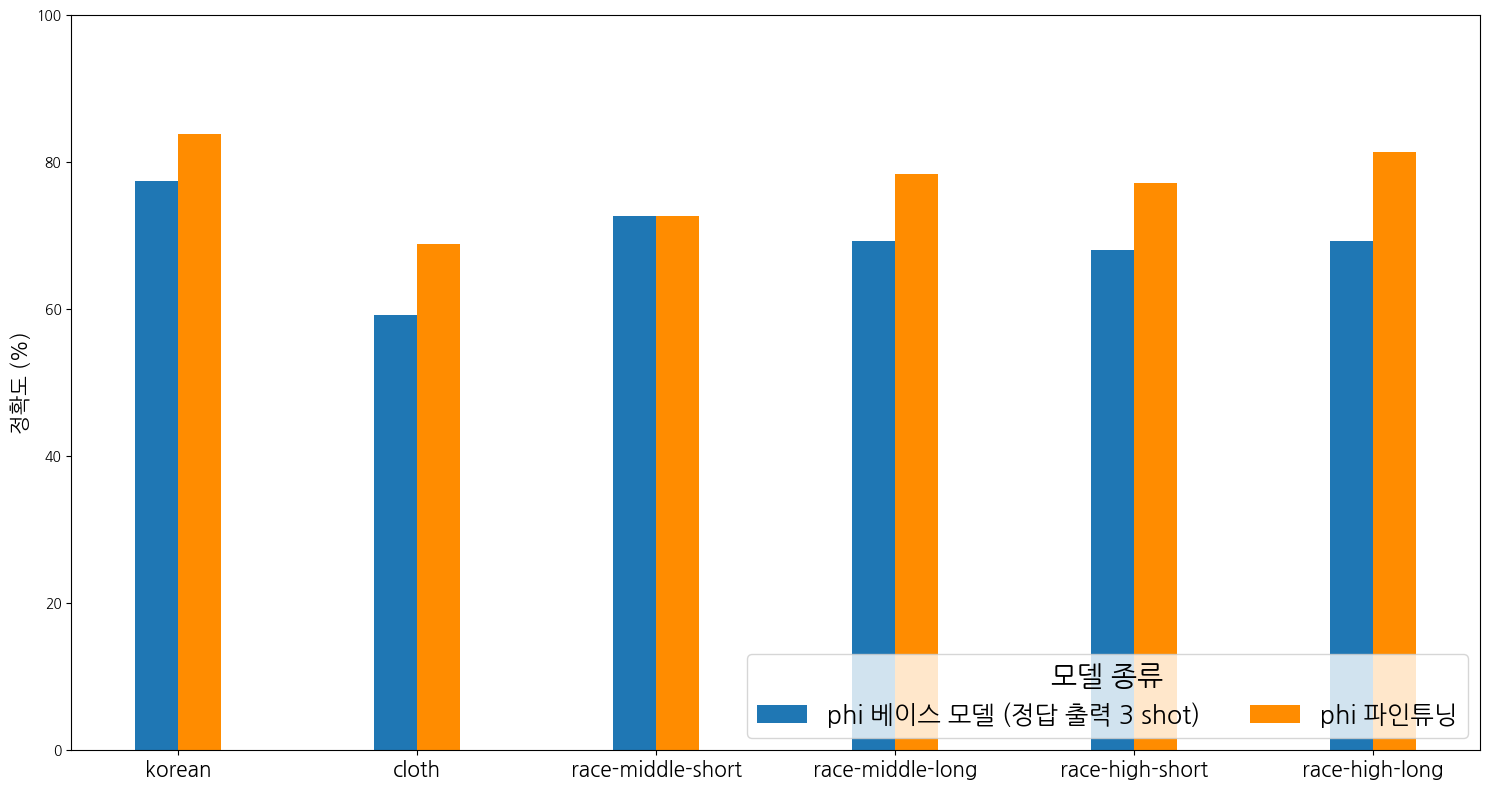 100
80
60
40
20
0
정확도 (%)
모델 종류
phi 베이스 모델 (정답 출력 3 shot) phi 파인튜닝
korean cloth race-middle-short race-middle-long race-high-short race-high-long